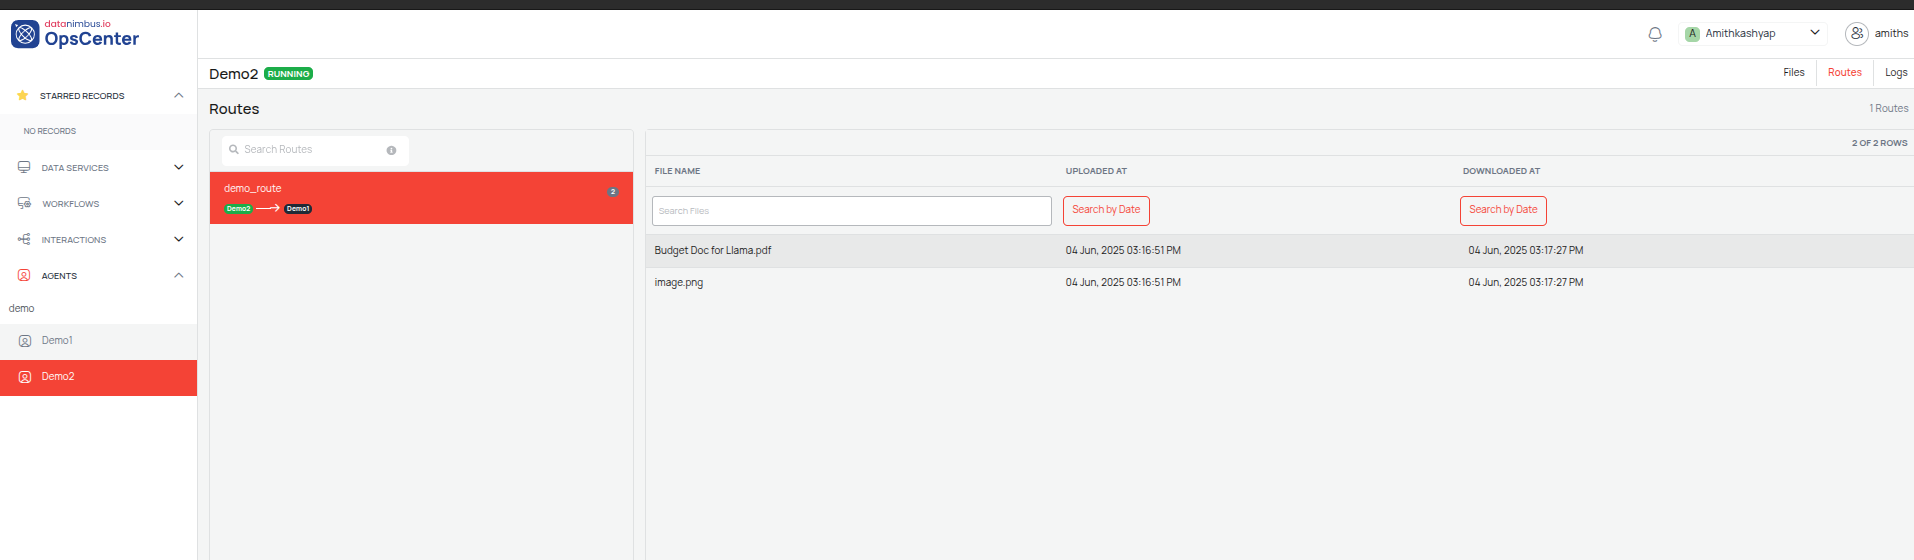 datanimbus.io
OpsCenter
A Amithkashyap
amiths
Demo2 RUNNING
Files
Routes
Logs
STARRED RECORDS
NO RECORDS
DATA SERVICES
WORKFLOWS
INTERACTIONS
AGENTS
demo
Demo1
Demo2
Routes
1 Routes
Search Routes
demo_route
2
Demo2
Demo1
2 OF 2 ROWS
FILE NAME UPLOADED AT DOWNLOADED AT
Search Files Search by Date Search by Date
Budget Doc for Llama.pdf 04 Jun, 2025 03:16:51 PM 04 Jun, 2025 03:17:27 PM
image.png 04 Jun, 2025 03:16:51 PM 04 Jun, 2025 03:17:27 PM